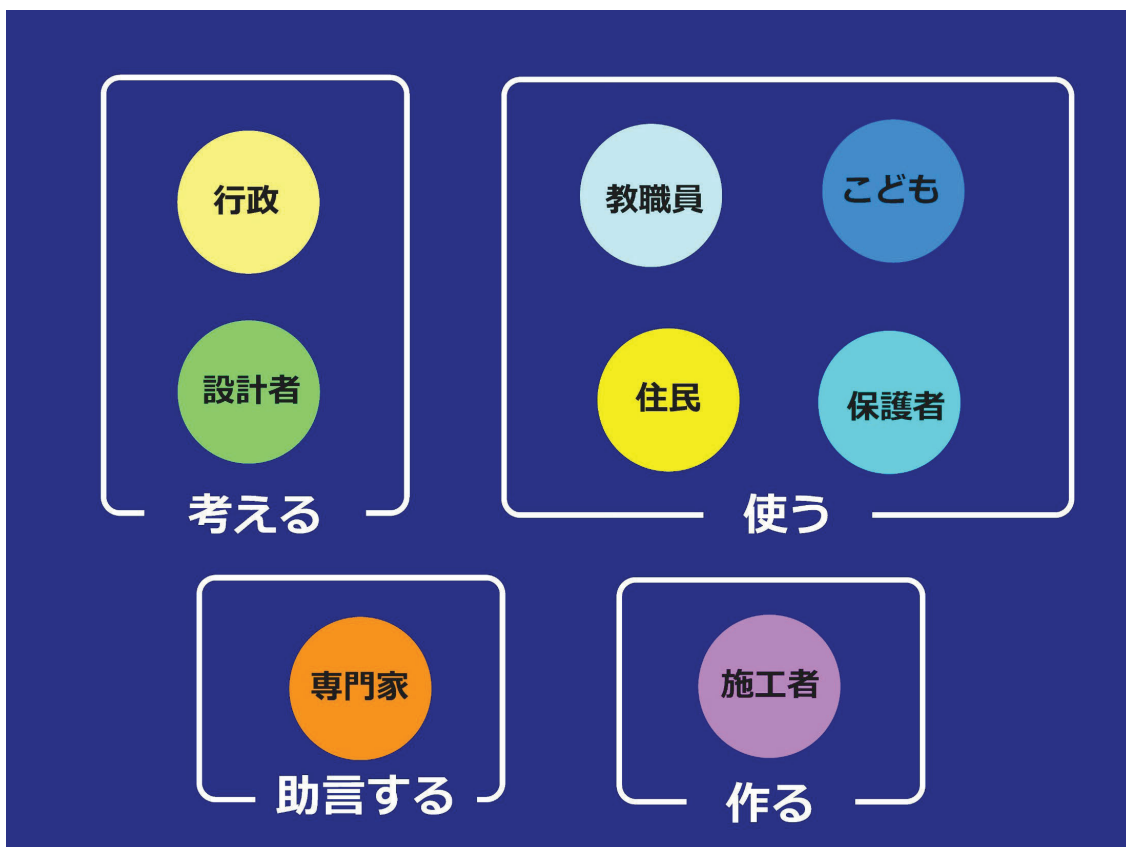 行政
設計者
考える
教職員
こども
住民
保護者
使う
専門家
助言する
施工者
作る